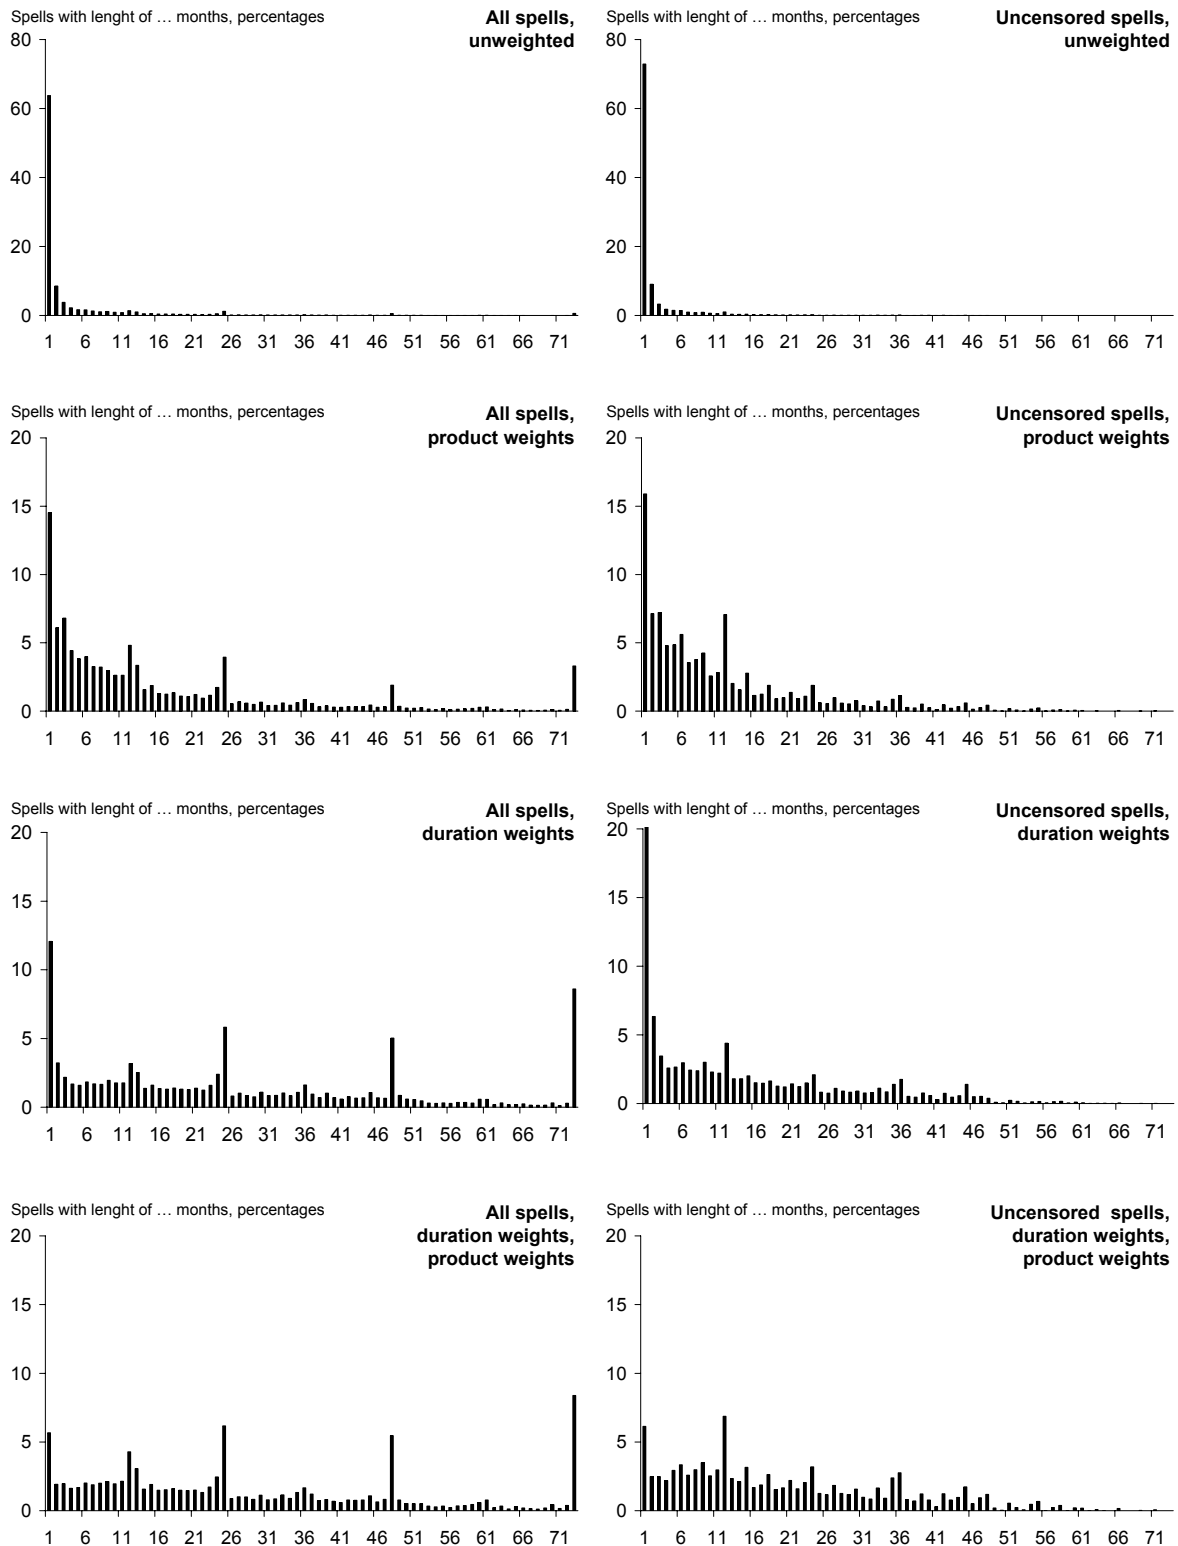 Spells with lenght of … months, percentages
All spells,
unweighted
80
60
40
20
0
1 6 11 16 21 26 31 36 41 46 51 56 61 66 71
Spells with lenght of … months, percentages
Uncensored spells,
unweighted
80
60
40
20
0
1 6 11 16 21 26 31 36 41 46 51 56 61 66 71
Spells with lenght of … months, percentages
All spells,
product weights
20
15
10
5
0
1 6 11 16 21 26 31 36 41 46 51 56 61 66 71
Spells with lenght of … months, percentages
Uncensored spells,
product weights
20
15
10
5
0
1 6 11 16 21 26 31 36 41 46 51 56 61 66 71
Spells with lenght of … months, percentages
All spells,
duration weights
20
15
10
5
0
1 6 11 16 21 26 31 36 41 46 51 56 61 66 71
Spells with lenght of … months, percentages
Uncensored spells,
duration weights
20
15
10
5
0
1 6 11 16 21 26 31 36 41 46 51 56 61 66 71
Spells with lenght of … months, percentages
All spells,
duration weights,
product weights
20
15
10
5
0
1 6 11 16 21 26 31 36 41 46 51 56 61 66 71
Spells with lenght of … months, percentages
Uncensored spells,
duration weights,
product weights
20
15
10
5
0
1 6 11 16 21 26 31 36 41 46 51 56 61 66 71